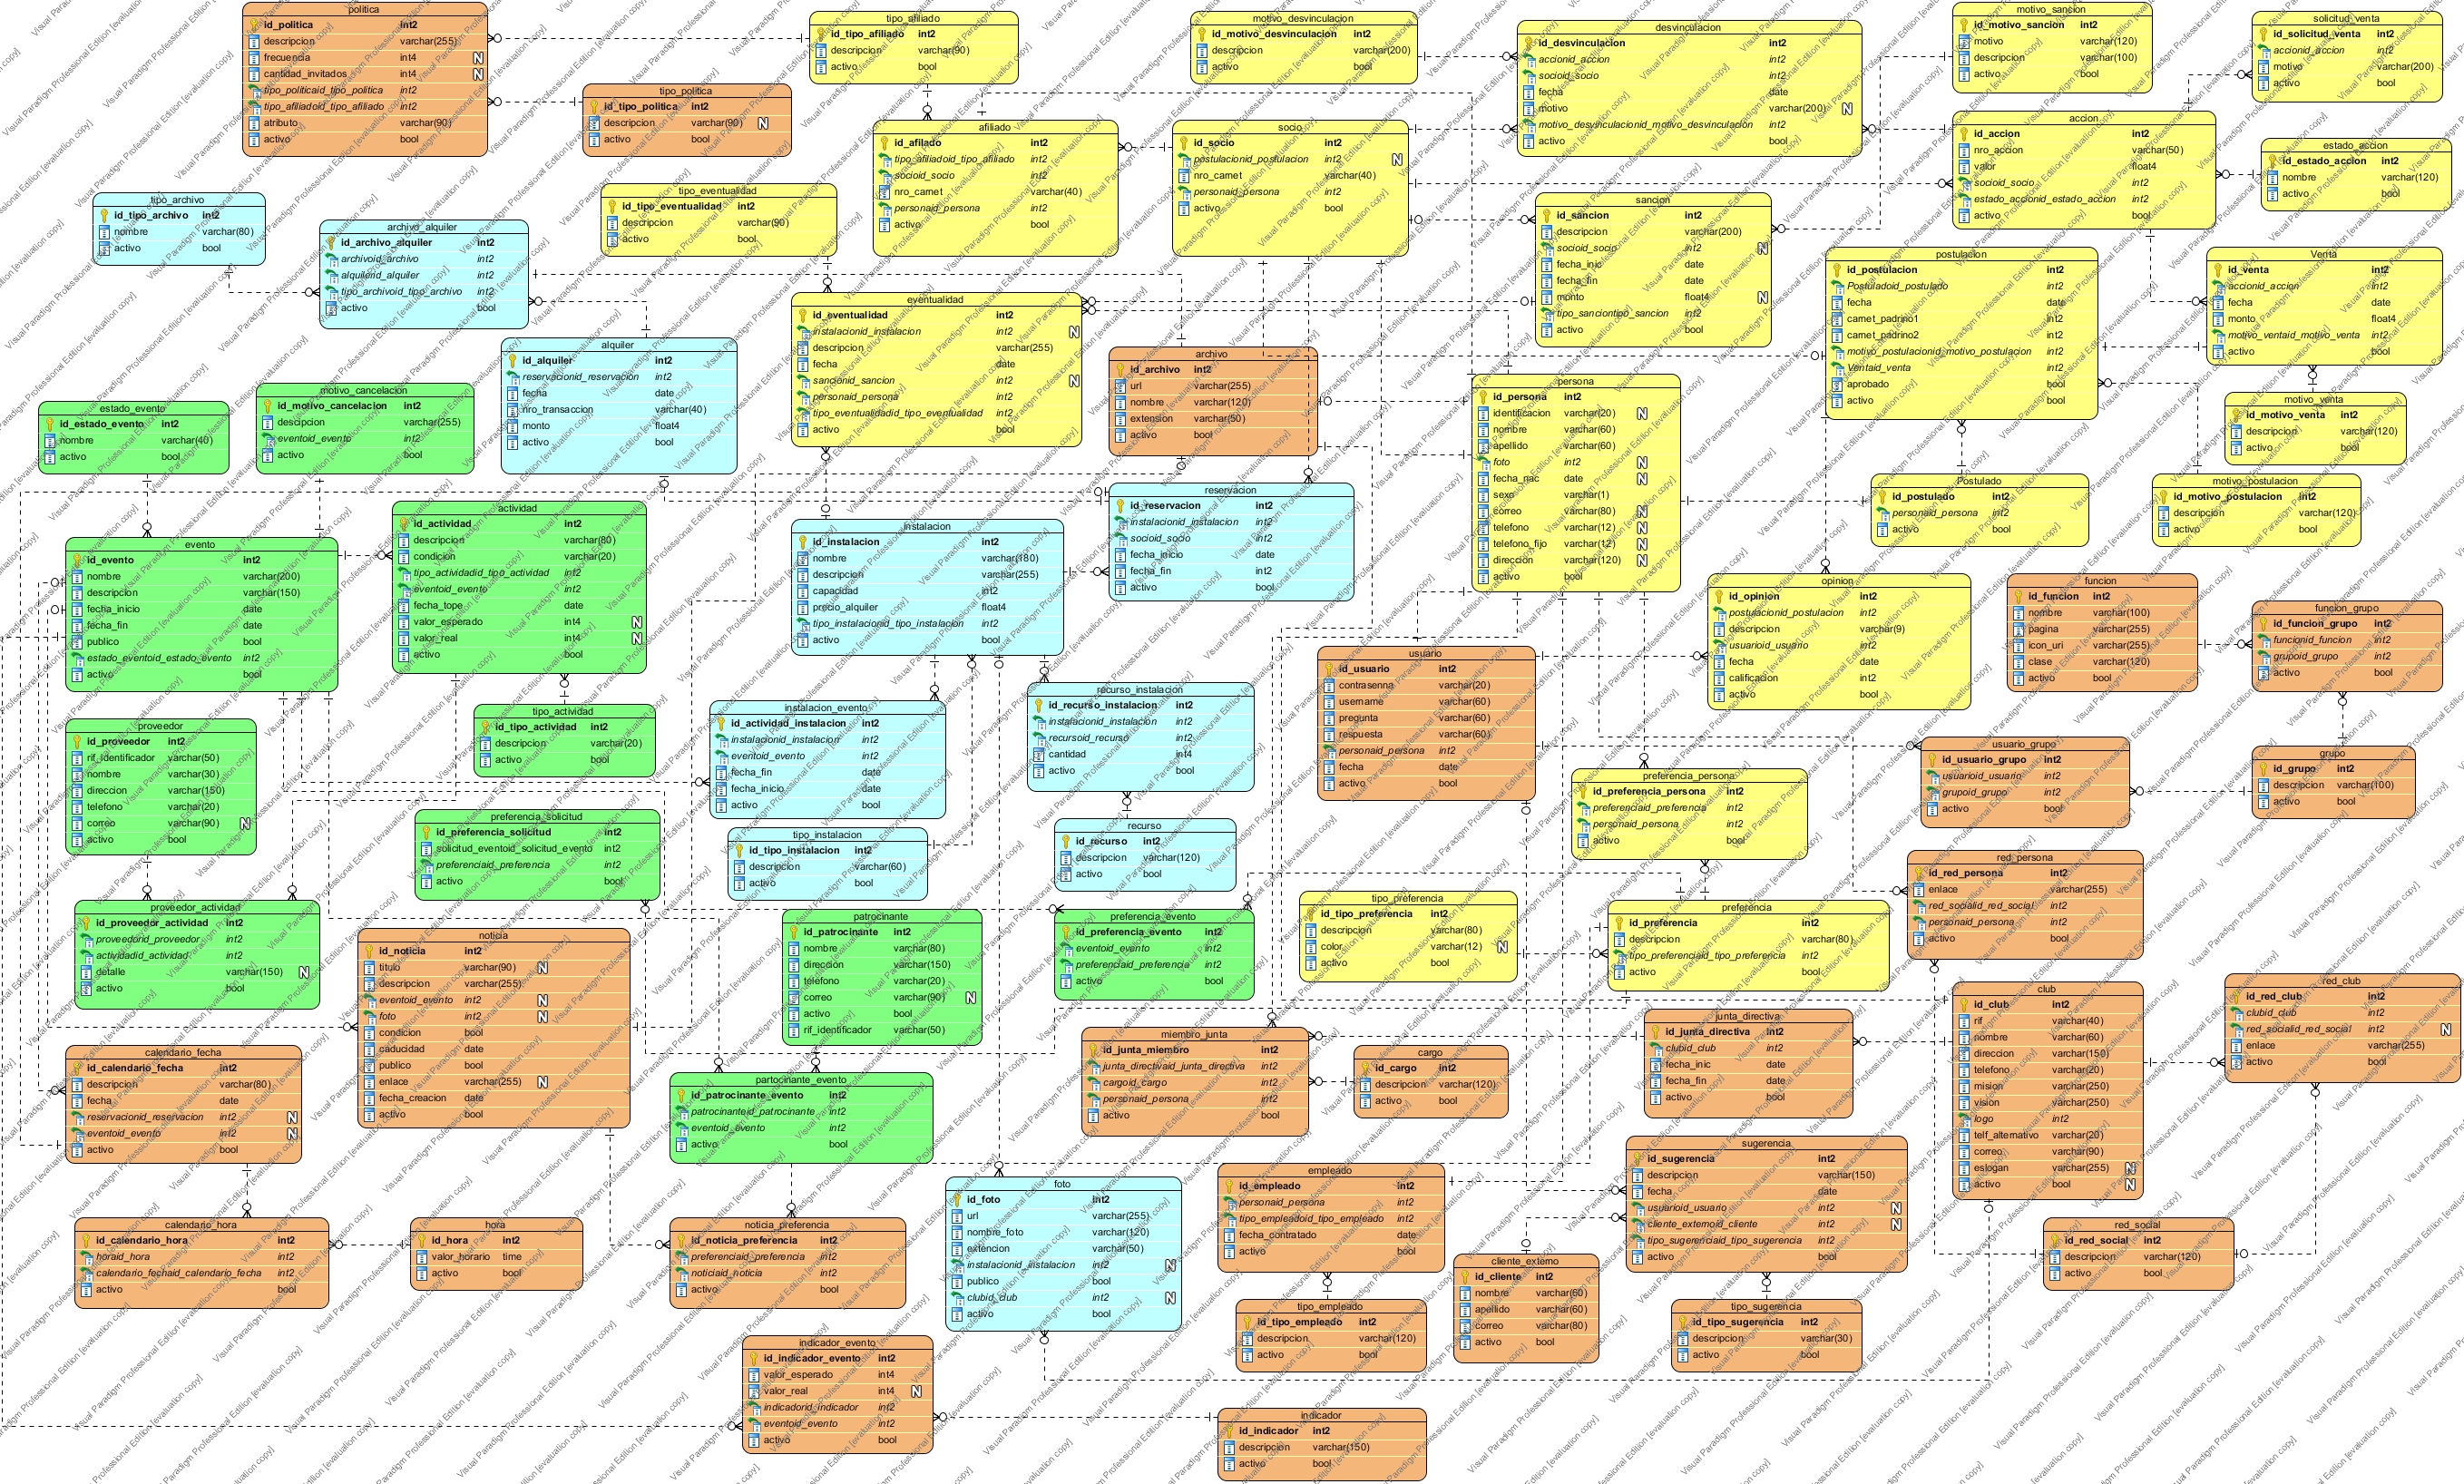 politica
id_politica int2
descripcion varchar(255)
frecuencia int4 N
cantidad_invitados int4 N
tipo_politicaid_tipo_politica int2
tipo_afiliadoid_tipo_afiliado int2
atributo varchar(90)
activo bool
tipo_politica
id_tipo_politica int2
descripcion varchar(90) N
activo bool
tipo_afiliado
id_tipo_afiliado int2
descripcion varchar(90)
activo bool
motivo_desvinculacion
id_motivo_desvinculacion int2
descripcion varchar(200)
activo bool
desvinculacion
id_desvinculacion int2
accionid_accion int2
socioid_socio int2
fecha date
motivo varchar(200) N
motivo_desvinculacionid_motivo_desvinculacion int2
activo bool
motivo_sancion
id_motivo_sancion int2
motivo varchar(120)
descripcion varchar(100)
activo bool
solicitud_venta
id_solicitud_venta int2
accionid_accion int2
motivo varchar(200)
activo bool
afiliado
id_afilado int2
tipo_afiliadoid_tipo_afiliado int2
socioid_socio int2
nro_carnet varchar(40)
personaid_persona int2
activo bool
socio
id_socio int2
postulacionid_postulacion int2 N
nro_carnet varchar(40)
personaid_persona int2
activo bool
accion
id_accion int2
nro_accion varchar(50)
valor float4
socioid_socio int2
estado_accionid_estado_accion int2
activo bool
estado_accion
id_estado_accion int2
nombre varchar(120)
activo bool
tipo_archivo
id_tipo_archivo int2
nombre varchar(80)
activo bool
archivo_alquiler
id_archivo_alquiler int2
archivoid_archivo int2
alquilerid_alquiler int2
tipo_archivoid_tipo_archivo int2
activo bool
tipo_eventualidad
id_tipo_eventualidad int2
descripcion varchar(90)
activo bool
sancion
id_sancion int2
descripcion varchar(200)
socioid_socio int2 N
fecha_inic date
fecha_fin date
monto float4 N
tipo_sanciontipo_sancion int2
activo bool
postulacion
id_postulacion int2
Postuladoid_postulado int2
fecha date
carnet_padrino1 int2
carnet_padrino2 int2
motivo_postulacionid_motivo_postulacion int2
Ventaid_venta int2
aprobado bool
activo bool
Venta
id_venta int2
accionid_accion int2
fecha date
monto float4
motivo_ventaid_motivo_venta int2
activo bool
eventualidad
id_eventualidad int2
instalacionid_instalacion int2 N
descripcion varchar(255)
fecha date
sancionid_sancion int2 N
personaid_persona int2
tipo_eventualidadid_tipo_eventualidad int2
activo bool
alquiler
id_alquiler int2
reservacionid_reservacion int2
fecha date
nro_transaccion varchar(40)
monto float4
activo bool
archivo
id_archivo int2
url varchar(255)
nombre varchar(120)
extension varchar(50)
activo bool
persona
id_persona int2
identificacion varchar(20) N
nombre varchar(60)
apellido varchar(60)
foto int2 N
fecha_nac date N
sexo varchar(1)
correo varchar(80) N
telefono varchar(12) N
telefono_fijo varchar(12) N
dirección varchar(120) N
activo bool
motivo_venta
id_motivo_venta int2
descripcion varchar(120)
activo bool
estado_evento
id_estado_evento int2
nombre varchar(40)
activo bool
motivo_cancelacion
id_motivo_cancelacion int2
descipcion varchar(255)
eventoid_evento int2
activo bool
Postulado
id_postulado int2
personaid_persona int2
activo bool
motivo_postulacion
id_motivo_postulacion int2
descripcion varchar(120)
activo bool
actividad
id_actividad int2
descripcion varchar(80)
condicion varchar(20)
tipo_actividadid_tipo_actividad int2
eventoid_evento int2
fecha_tope date
valor_esperado int4 N
valor_real int4 N
activo bool
reservacion
id_reservacion int2
instalacionid_instalacion int2
socioid_socio int2
fecha_inicio date
fecha_fin int2
activo bool
instalacion
id_instalacion int2
nombre varchar(180)
descripcion varchar(255)
capacidad int2
precio_alquiler float4
tipo_instalacionid_tipo_instalacion int2
activo bool
evento
id_evento int2
nombre varchar(200)
descripcion varchar(150)
fecha_inicio date
fecha_fin date
publico bool
estado_eventoid_estado_evento int2
activo bool
opinion
id_opinion int2
postulacionid_postulacion int2
descripcion varchar(9)
usuarioid_usuario int2
fecha date
calificacion int2
activo bool
funcion
id_funcion int2
nombre varchar(100)
pagina varchar(255)
icon_uri varchar(255)
clase varchar(120)
activo bool
funcion_grupo
id_funcion_grupo int2
funcionid_funcion int2
grupoid_grupo int2
activo bool
usuario
id_usuario int2
contrasenna varchar(20)
username varchar(60)
pregunta varchar(60)
respuesta varchar(60)
personaid_persona int2
fecha date
activo bool
recurso_instalacion
id_recurso_instalacion int2
instalacionid_instalacion int2
recursoid_recurso int2
cantidad int4
activo bool
instalacion_evento
id_actividad_instalacion int2
instalacionid_instalacion int2
eventoid_evento int2
fecha_fin date
fecha_inicio date
activo bool
tipo_actividad
id_tipo_actividad int2
descripcion varchar(20)
activo bool
proveedor
id_proveedor int2
rif_identificador varchar(50)
nombre varchar(30)
direccion varchar(150)
telefono varchar(20)
correo varchar(90) N
activo bool
usuario_grupo
id_usuario_grupo int2
usuarioid_usuario int2
grupoid_grupo int2
activo bool
grupo
id_grupo int2
descripcion varchar(100)
activo bool
preferencia_persona
id_preferencia_persona int2
preferenciaid_preferencia int2
personaid_persona int2
activo bool
preferencia_solicitud
id_preferencia_solicitud int2
solicitud_eventoid_solicitud_evento int2
preferenciaid_preferencia int2
activo bool
tipo_instalacion
id_tipo_instalacion int2
descripcion varchar(60)
activo bool
recurso
id_recurso int2
descripcion varchar(120)
activo bool
red_persona
id_red_persona int2
enlace varchar(255)
red_socialid_red_social int2
personaid_persona int2
activo bool
tipo_preferencia
id_tipo_preferencia int2
descripcion varchar(80)
color varchar(12) N
activo bool
preferencia
id_preferencia int2
descripcion varchar(80)
tipo_preferenciaid_tipo_preferencia int2
activo bool
proveedor_actividad
id_proveedor_actividad int2
proveedorid_proveedor int2
actividadid_actividad int2
detalle varchar(150) N
activo bool
patrocinante
id_patrocinante int2
nombre varchar(80)
dirección varchar(150)
telefono varchar(20)
correo varchar(90) N
activo bool
rif_identificador varchar(50)
preferencia_evento
id_preferencia_evento int2
eventoid_evento int2
preferenciaid_preferencia int2
activo bool
noticia
id_noticia int2
titulo varchar(90) N
descripcion varchar(255)
eventoid_evento int2 N
foto int2 N
condicion bool
caducidad date
publico bool
enlace varchar(255) N
fecha_creacion date
activo bool
club
id_club int2
rif varchar(40)
nombre varchar(60)
direccion varchar(150)
telefono varchar(20)
mision varchar(250)
vision varchar(250)
logo int2
telf_alternativo varchar(20)
correo varchar(90)
eslogan varchar(255) N
activo bool N
red_club
id_red_club int2
clubid_club int2
red_socialid_red_social int2 N
enlace varchar(255)
activo bool
junta_directiva
id_junta_directiva int2
clubid_club int2
fecha_inic date
fecha_fin date
activo bool
miembro_junta
id_junta_miembro int2
junta_directivaid_junta_directiva int2
cargoid_cargo int2
personaid_persona int2
activo bool
cargo
id_cargo int2
descripcion varchar(120)
activo bool
calendario_fecha
id_calendario_fecha int2
descripcion varchar(80)
fecha date
reservacionid_reservacion int2 N
eventoid_evento int2 N
activo bool
partocinante_evento
id_patrocinante_evento int2
patrocinanteid_patrocinante int2
eventoid_evento int2
activo bool
sugerencia
id_sugerencia int2
descripcion varchar(150)
fecha date
usuarioid_usuario int2 N
cliente_externoid_cliente int2 N
tipo_sugerenciaid_tipo_sugerencia int2
activo bool
empleado
id_empleado int2
personaid_persona int2
tipo_empleadoid_tipo_empleado int2
fecha_contratado date
activo bool
foto
id_foto int2
url varchar(255)
nombre_foto varchar(120)
extencion varchar(50)
instalacionid_instalacion int2 N
publico bool
clubid_club int2 N
activo bool
calendario_hora
id_calendario_hora int2
horaid_hora int2
calendario_fechaid_calendario_fecha int2
activo bool
hora
id_hora int2
valor_horario time
activo bool
noticia_preferencia
id_noticia_preferencia int2
preferenciaid_preferencia int2
noticiaid_noticia int2
activo bool
red_social
id_red_social int2
descripcion varchar(120)
activo bool
cliente_externo
id_cliente int2
nombre varchar(60)
apellido varchar(60)
correo varchar(80)
activo bool
tipo_empleado
id_tipo_empleado int2
descripcion varchar(120)
activo bool
tipo_sugerencia
id_tipo_sugerencia int2
descripcion varchar(30)
activo bool
indicador_evento
id_indicador_evento int2
valor_esperado int4
valor_real int4 N
indicadorid_indicador int2
eventoid_evento int2
activo bool
indicador
id_indicador int2
descripcion varchar(150)
activo bool
Visual Paradigm Professional Edition [evaluation copy]